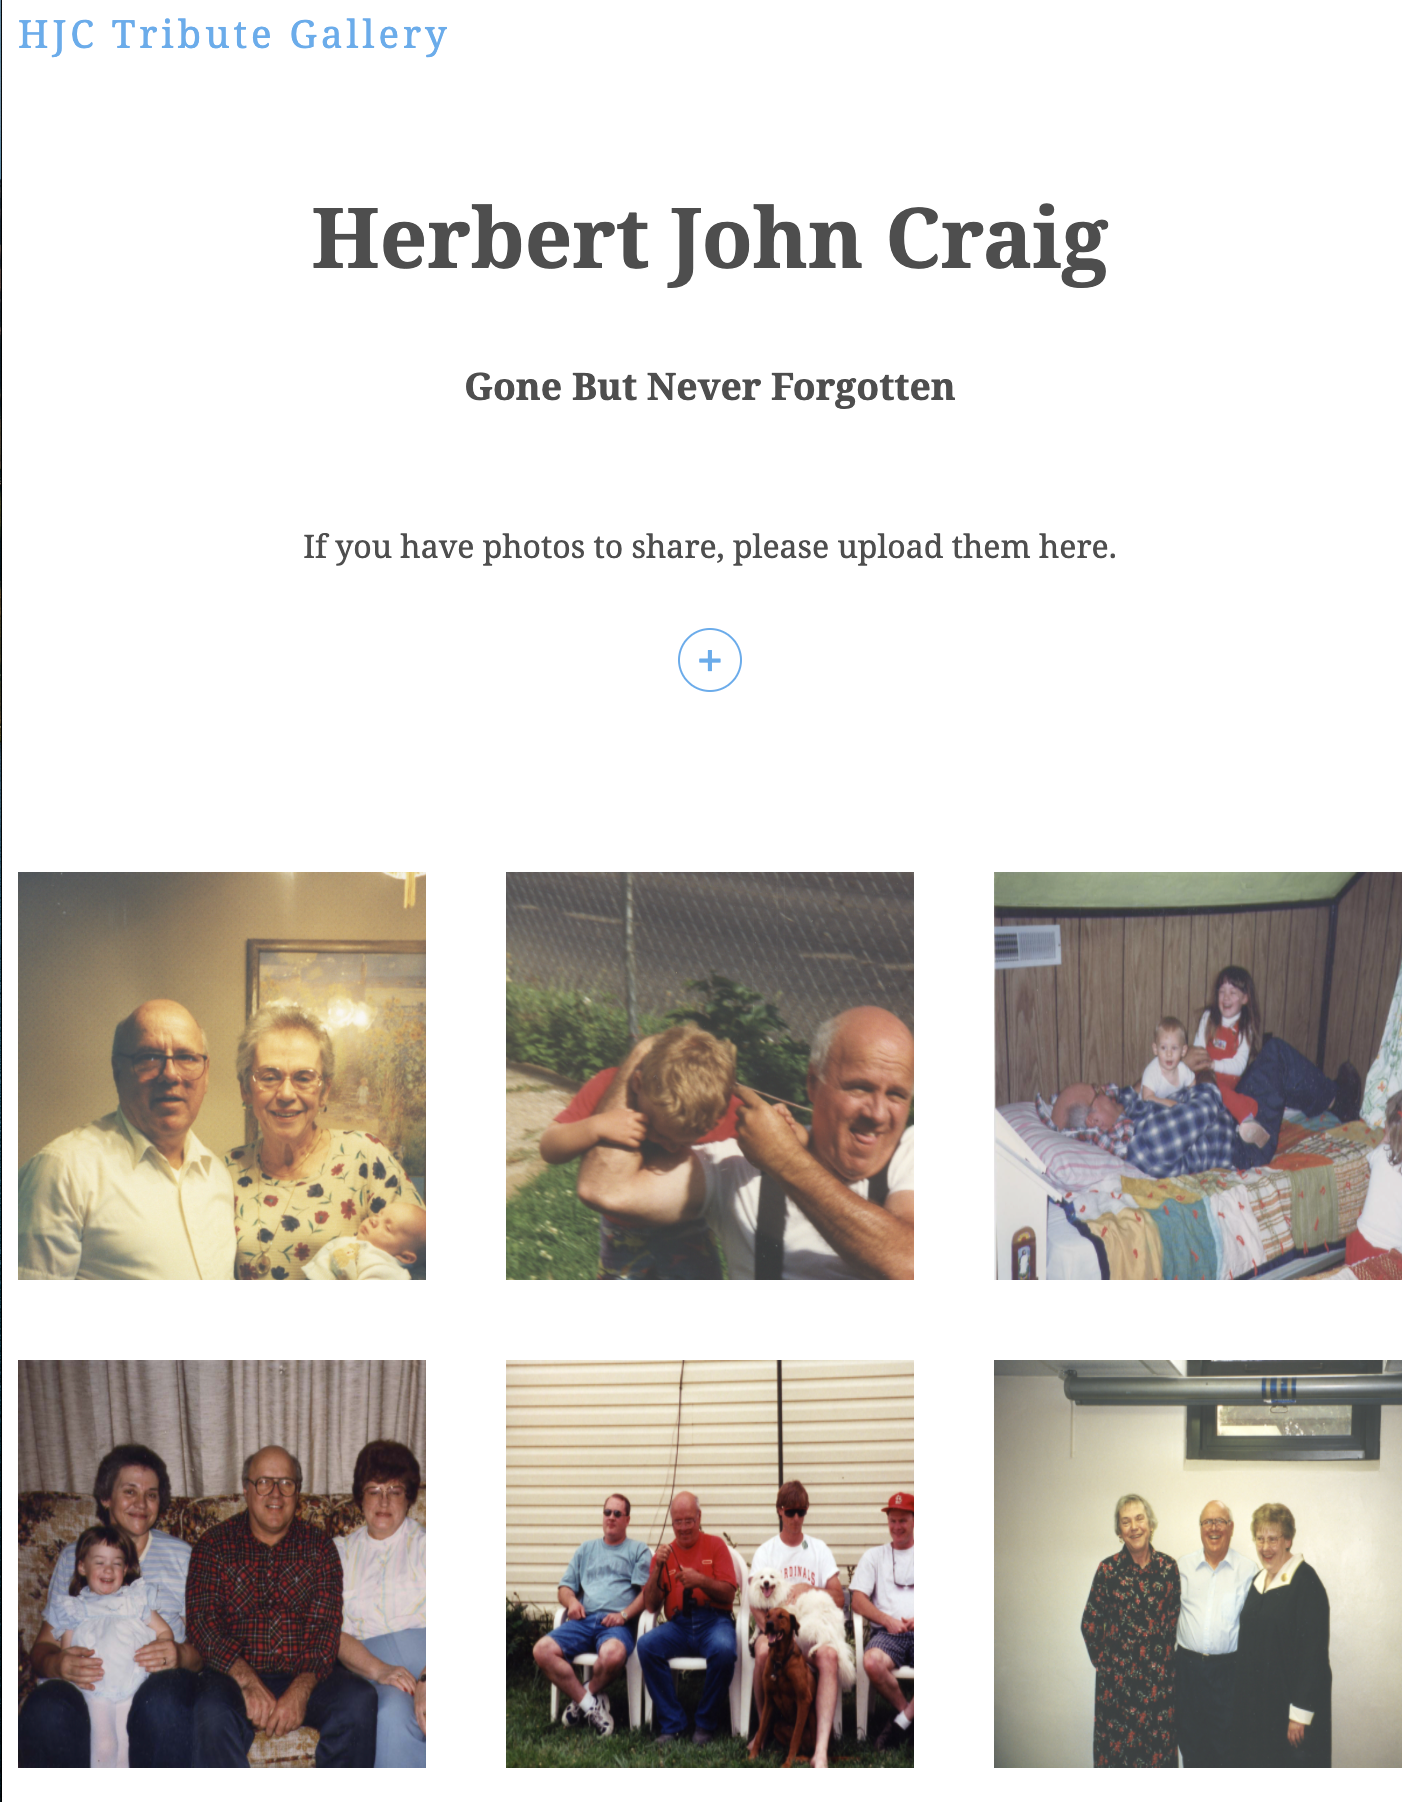 HJC Tribute Gallery
Herbert John Craig
Gone But Never Forgotten
If you have photos to share, please upload them here.
+
RDINALS